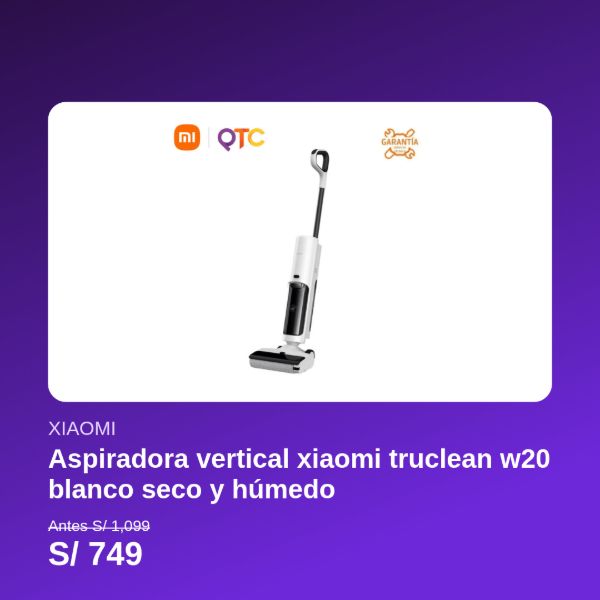 mi
QTC
GARANTÍA
XIAOMI
Aspiradora vertical xiaomi truclean w20
blanco seco y húmedo
Antes S/ 1,099
S/ 749